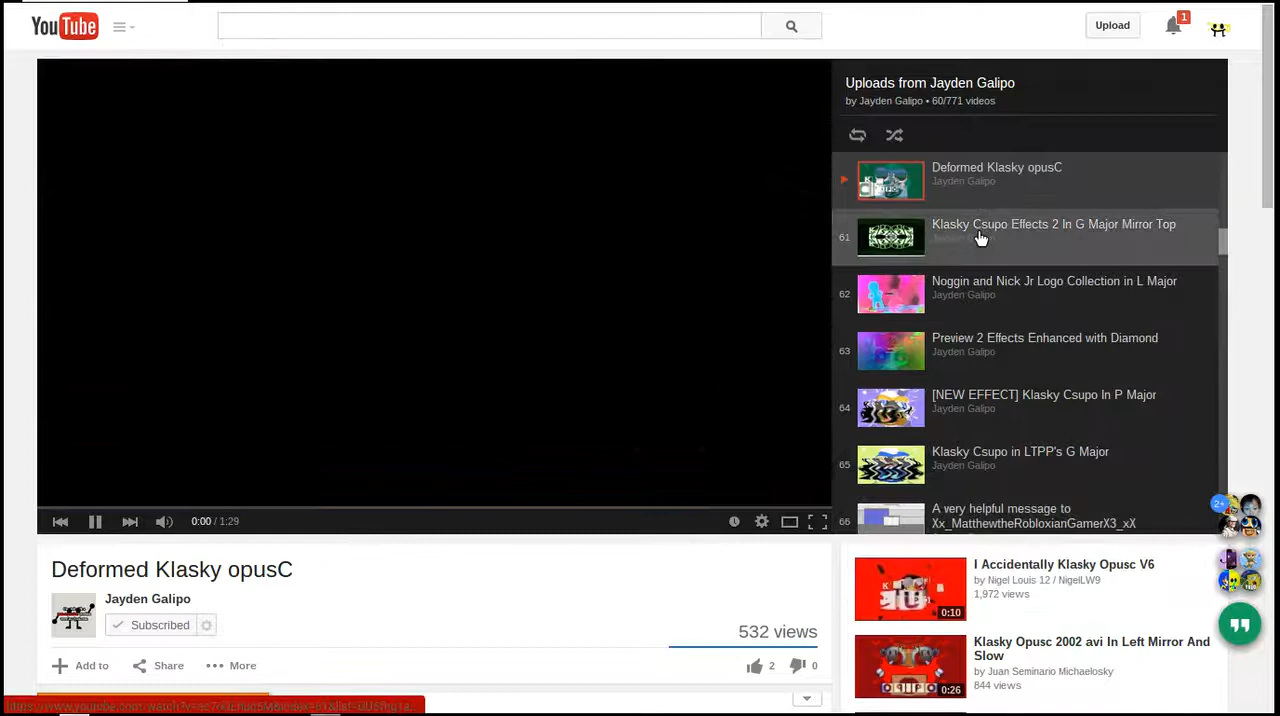 YouTube
Upload
1
Uploads from Jayden Galipo
by Jayden Galipo • 60/771 videos
Deformed Klasky opusC
Jayden Galipo
61
Klasky Csupo Effects 2 In G Major Mirror Top
62
Noggin and Nick Jr Logo Collection in L Major
Jayden Galipo
63
Preview 2 Effects Enhanced with Diamond
Jayden Galipo
64
[NEW EFFECT] Klasky Csupo In P Major
Jayden Galipo
65
Klasky Csupo in LTPP's G Major
Jayden Galipo
66
A very helpful message to
Xx_MatthewtheRobloxianGamerX3_xX
0:00 / 1:29
2+
Deformed Klasky opusC
Jayden Galipo
Subscribed
532 views
Add to
Share
More
2
0
I Accidentally Klasky Opusc V6
by Nigel Louis 12 / NigelLW9
1,972 views
0:10
Klasky Opusc 2002 avi In Left Mirror And
Slow
by Juan Seminario Michaelosky
844 views
0:26